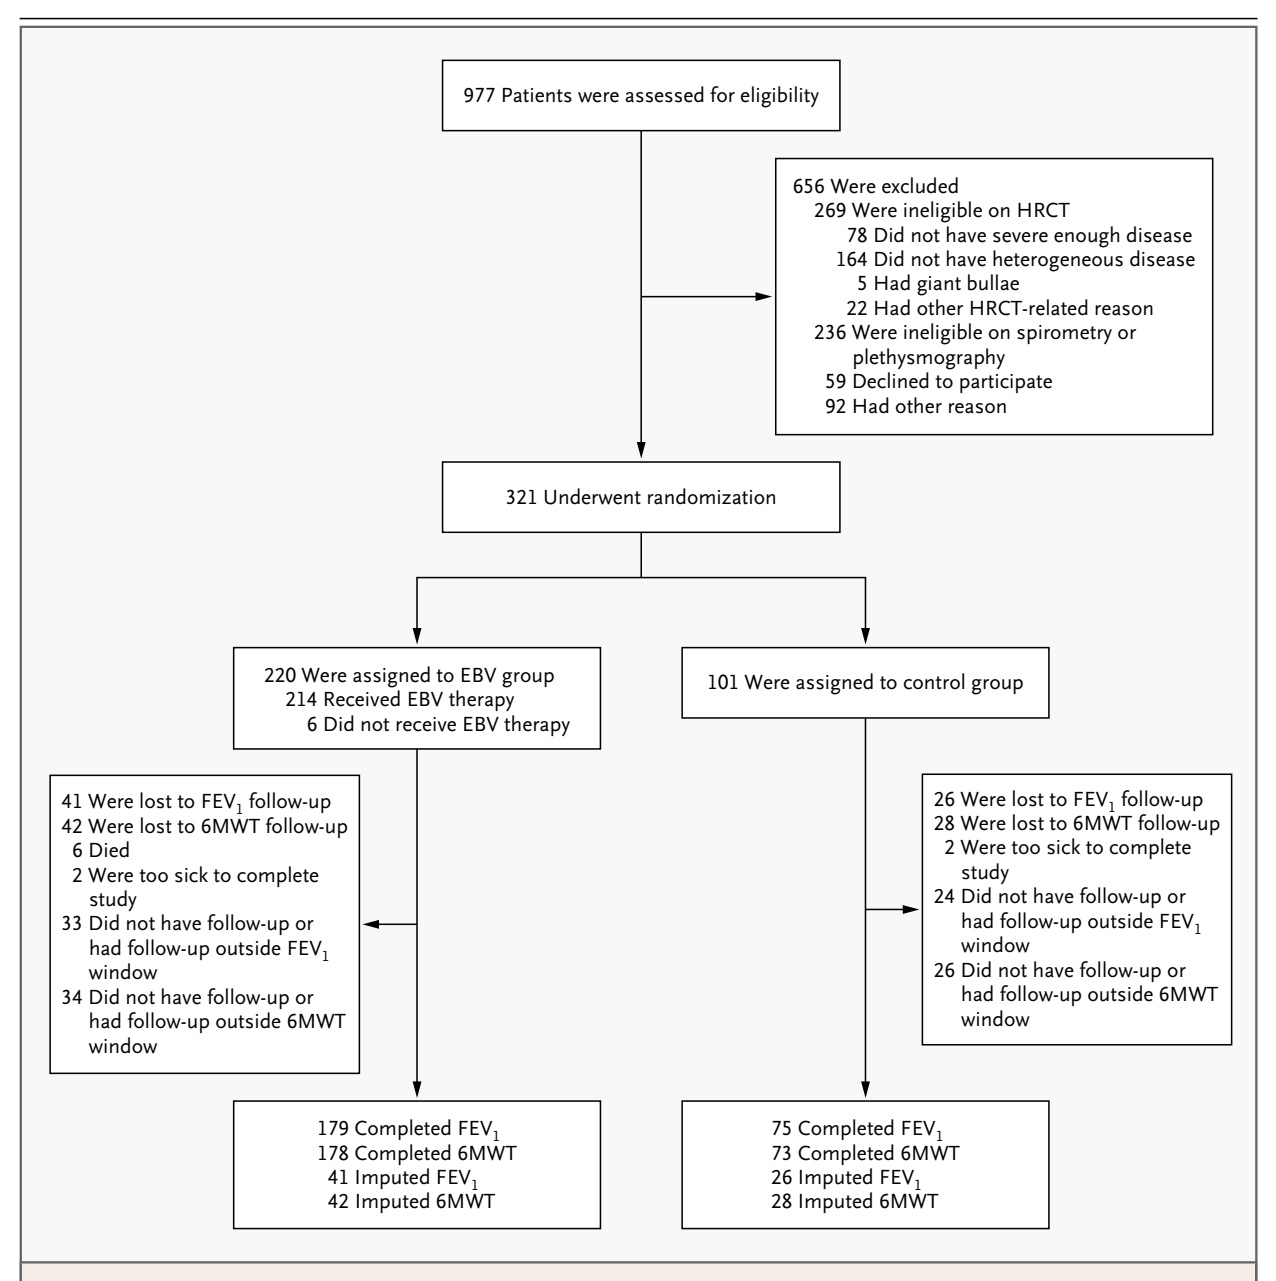 977 Patients were assessed for eligibility
656 Were excluded
269 Were ineligible on HRCT
78 Did not have severe enough disease
164 Did not have heterogeneous disease
5 Had giant bullae
22 Had other HRCT-related reason
236 Were ineligible on spirometry or
plethysmography
59 Declined to participate
92 Had other reason
321 Underwent randomization
220 Were assigned to EBV group
214 Received EBV therapy
6 Did not receive EBV therapy
101 Were assigned to control group
41 Were lost to FEV1 follow-up
42 Were lost to 6MWT follow-up
6 Died
2 Were too sick to complete
study
33 Did not have follow-up or
had follow-up outside FEV1
window
34 Did not have follow-up or
had follow-up outside 6MWT
window
26 Were lost to FEV1 follow-up
28 Were lost to 6MWT follow-up
2 Were too sick to complete
study
24 Did not have follow-up or
had follow-up outside FEV1
window
26 Did not have follow-up or
had follow-up outside 6MWT
window
179 Completed FEV1
178 Completed 6MWT
41 Imputed FEV1
42 Imputed 6MWT
75 Completed FEV1
73 Completed 6MWT
26 Imputed FEV1
28 Imputed 6MWT